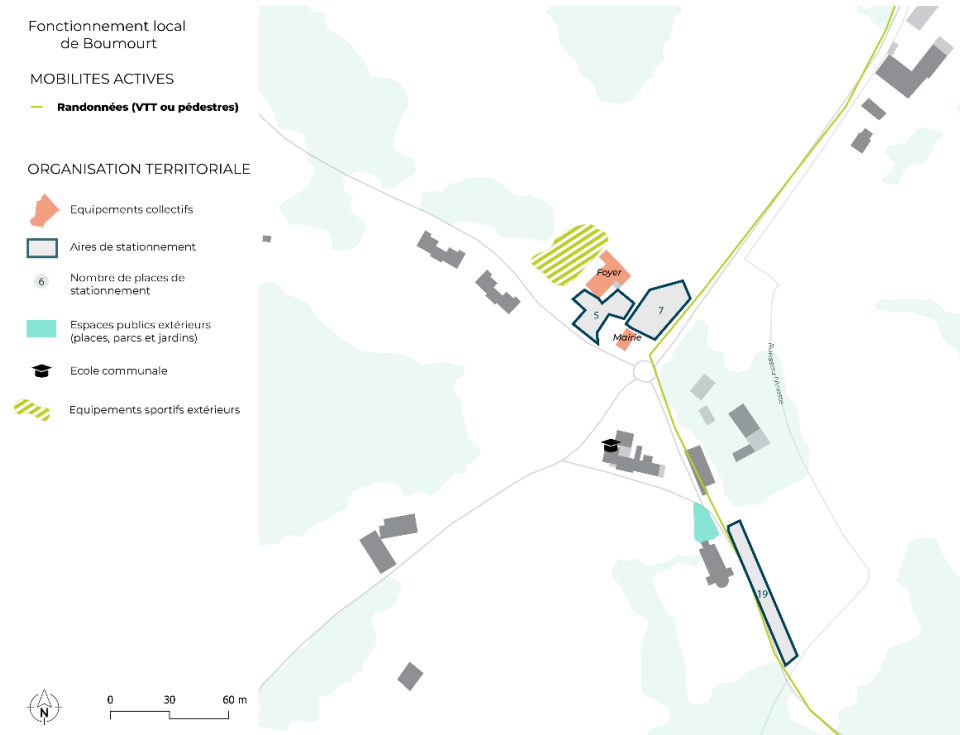 Fonctionnement local
de Boumourt
MOBILITES ACTIVES
Randonnées (VTT ou pédestres)
ORGANISATION TERRITORIALE
Equipements collectifs
Aires de stationnement
6
Nombre de places de
stationnement
Espaces publics extérieurs
(places, parcs et jardins)
Ecole communale
Equipements sportifs extérieurs
N
0 30 60 m
Foyer
5
7
Mairie
19